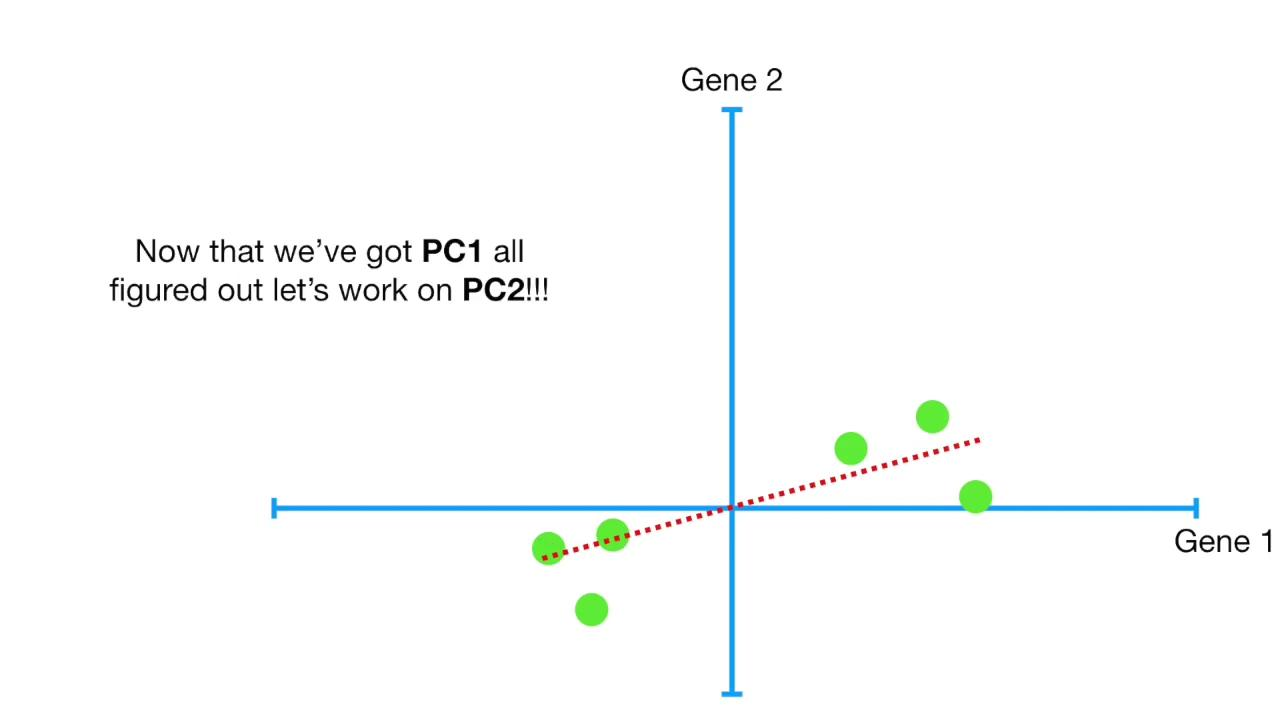 Gene 2
Now that we’ve got PC1 all
figured out let’s work on PC2!!!
Gene 1